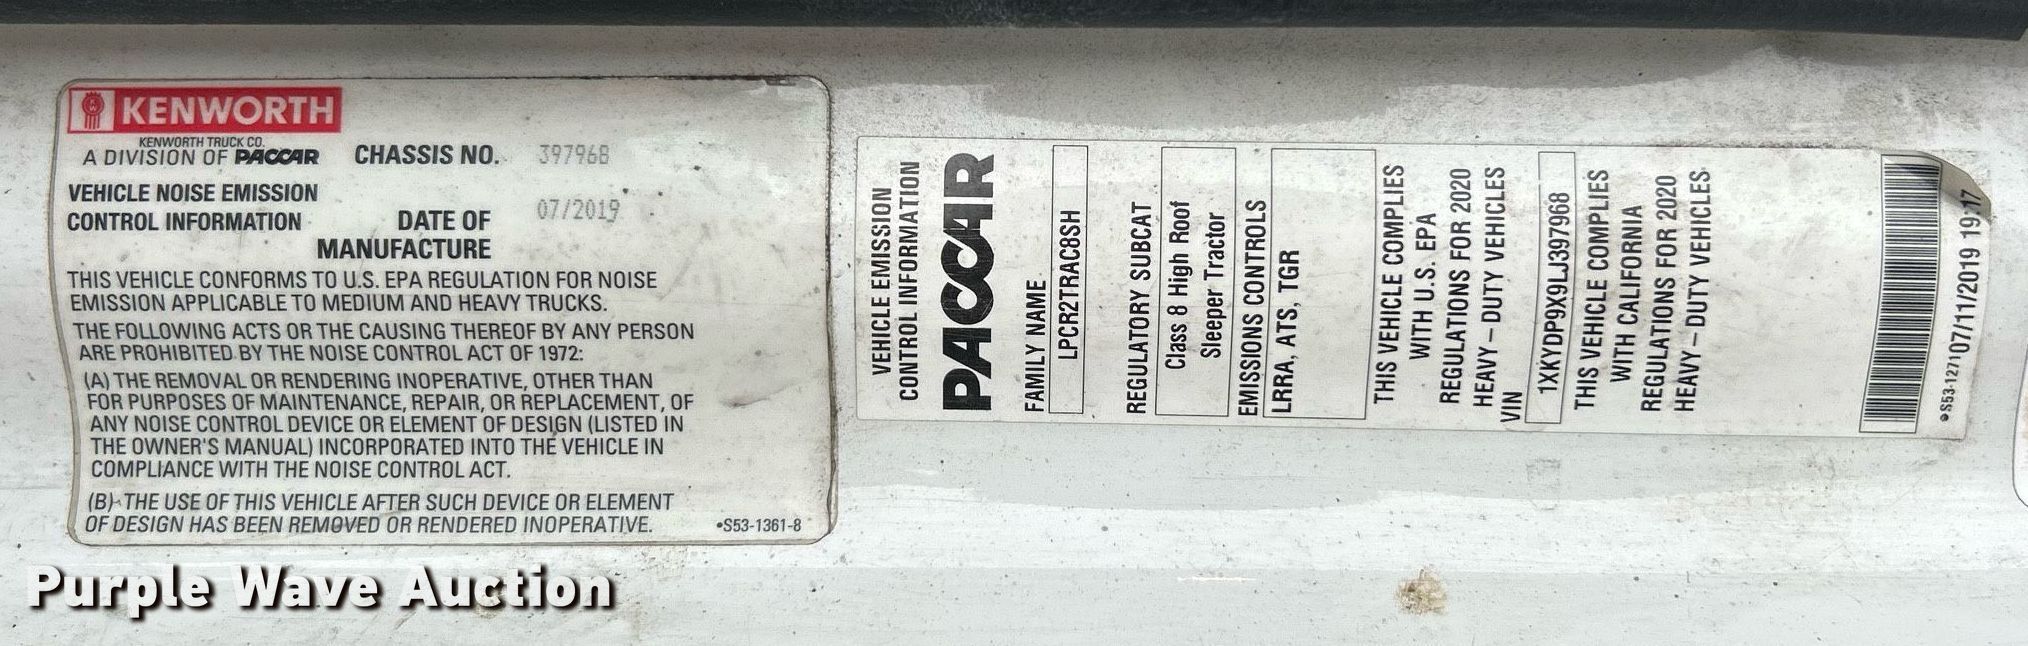 KENWORTH
KENWORTH TRUCK CO.
A DIVISION OF PACCAR
CHASSIS NO. 397968
VEHICLE NOISE EMISSION
CONTROL INFORMATION
DATE OF
MANUFACTURE
07/2019
THIS VEHICLE CONFORMS TO U.S. EPA REGULATION FOR NOISE
EMISSION APPLICABLE TO MEDIUM AND HEAVY TRUCKS.
THE FOLLOWING ACTS OR THE CAUSING THEREOF BY ANY PERSON
ARE PROHIBITED BY THE NOISE CONTROL ACT OF 1972:
(A) THE REMOVAL OR RENDERING INOPERATIVE, OTHER THAN
FOR PURPOSES OF MAINTENANCE, REPAIR, OR REPLACEMENT, OF
ANY NOISE CONTROL DEVICE OR ELEMENT OF DESIGN (LISTED IN
THE OWNER'S MANUAL) INCORPORATED INTO THE VEHICLE IN
COMPLIANCE WITH THE NOISE CONTROL ACT.
(B) THE USE OF THIS VEHICLE AFTER SUCH DEVICE OR ELEMENT
OF DESIGN HAS BEEN REMOVED OR RENDERED INOPERATIVE.
•S53-1361-8
VEHICLE EMISSION
CONTROL INFORMATION
PACCAR
FAMILY NAME
LPCR2TRAC8SH
REGULATORY SUBCAT
Class 8 High Roof
Sleeper Tractor
EMISSIONS CONTROLS
LRRA, ATS, TGR
THIS VEHICLE COMPLIES
WITH U.S. EPA
REGULATIONS FOR 2020
HEAVY – DUTY VEHICLES
VIN
1XKYDP9X9LJ397968
THIS VEHICLE COMPLIES
WITH CALIFORNIA
REGULATIONS FOR 2020
HEAVY – DUTY VEHICLES.
•S53-1271 07/11/2019 19:17
Purple Wave Auction